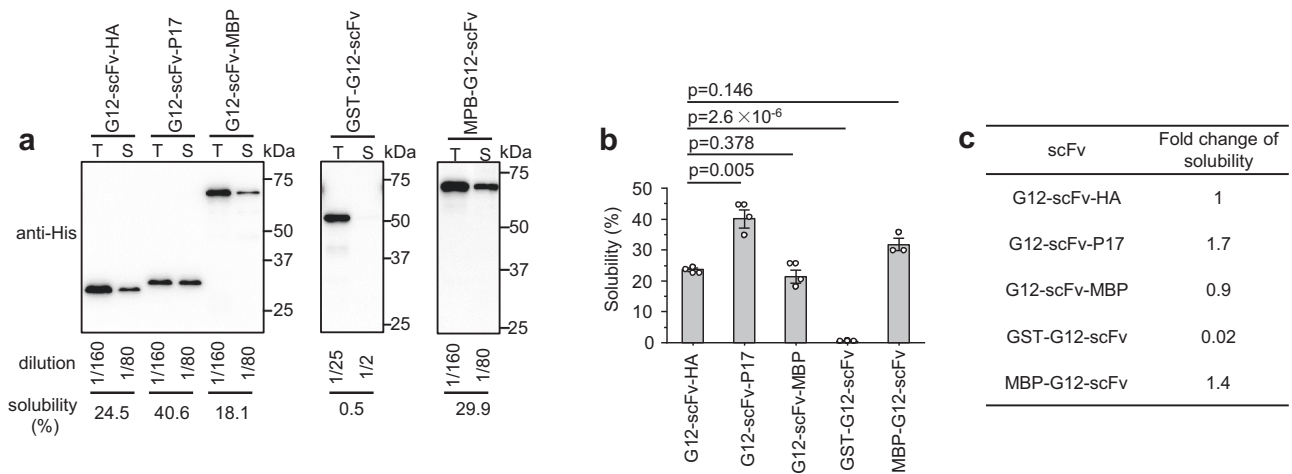 a
G12-scFv-HA
G12-scFv-P17
G12-scFv-MBP
T S T S T S kDa
75
50
37
25
anti-His
dilution
1/160 1/80 1/160 1/80 1/160 1/80
solubility
(%)
24.5 40.6 18.1
GST-G12-scFv
T S kDa
75
50
37
25
1/25 1/2
0.5
MPB-G12-scFv
T S kDa
75
50
37
25
1/160 1/80
29.9
b
p=0.146
p=2.6 ×10-6
p=0.378
p=0.005
Solubility (%)
50
40
30
20
10
0
G12-scFv-HA
G12-scFv-P17
G12-scFv-MBP
GST-G12-scFv
MBP-G12-scFv
c
scFv Fold change of
solubility
G12-scFv-HA 1
G12-scFv-P17 1.7
G12-scFv-MBP 0.9
GST-G12-scFv 0.02
MBP-G12-scFv 1.4